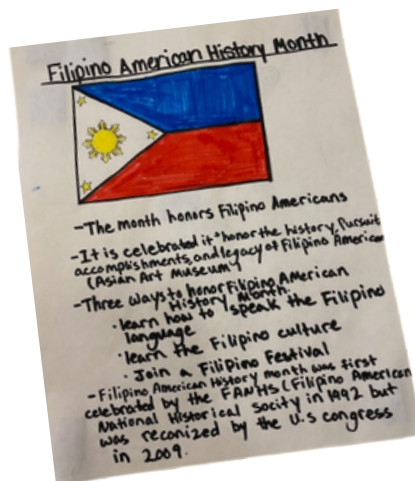 Filipino American History Month
-The month honors Filipino Americans
-It is celebrated it "honor the history, Pursuit
accomplishments, and legacy of Filipino American
(Asian Art Museum)
-Three ways to honor Filipino American
History Month.
• learn how to speak the Filipino
language
• learn the Filipino culture
• Join a Filipino Festival
- Filipino American History month was first
celebrated by the FANHS (Filipino American
National Historical socity in 1992 but
was reconized by the U.S congress
in 2009.